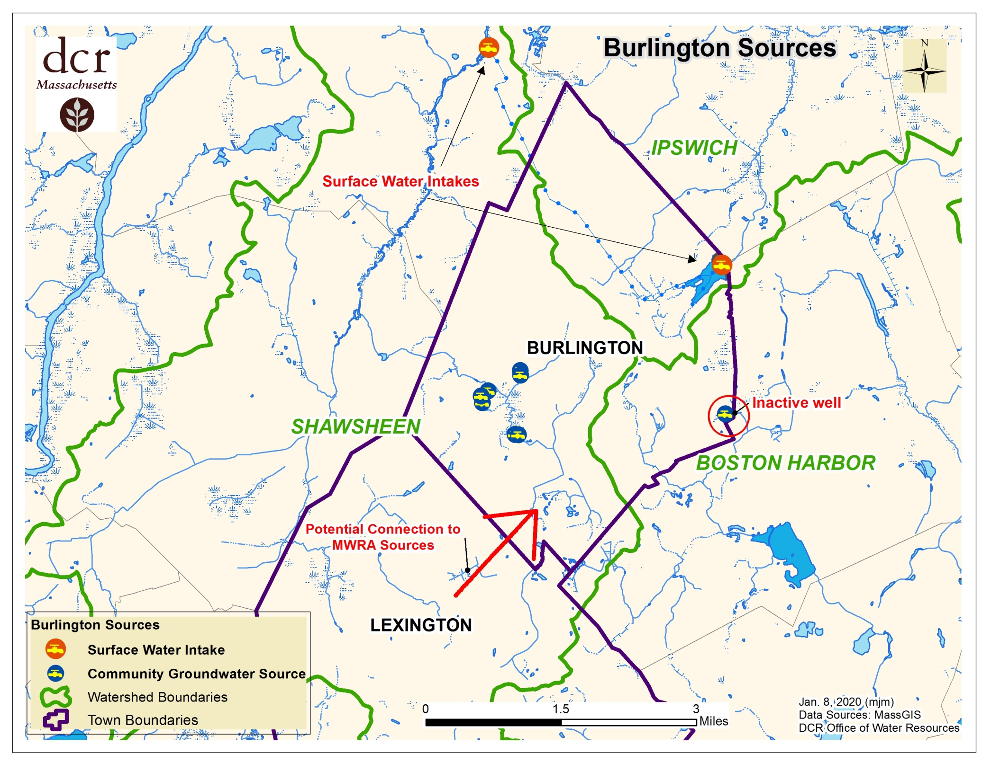 dcr
Massachusetts
Burlington Sources
N
IPSWICH
Surface Water Intakes
BURLINGTON
Inactive well
SHAWSHEEN
BOSTON HARBOR
Potential Connection to
MWRA Sources
LEXINGTON
Burlington Sources
Surface Water Intake
Community Groundwater Source
Watershed Boundaries
Town Boundaries
0 1.5 3
Miles
Jan. 8, 2020 (mjm)
Data Sources: MassGIS
DCR Office of Water Resources